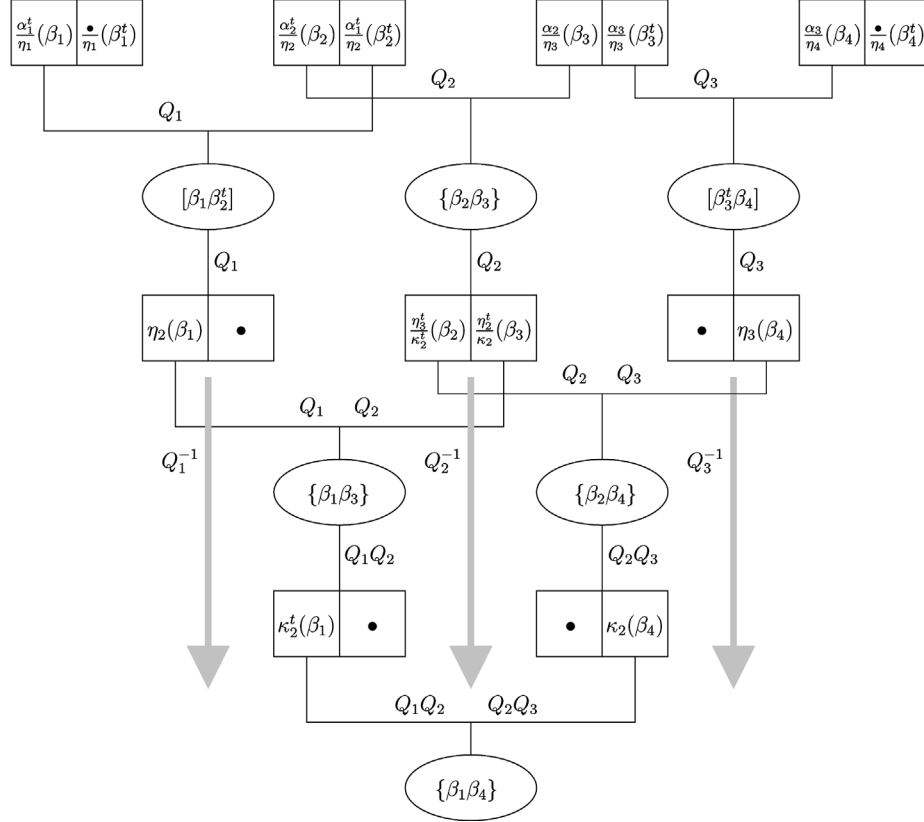 α₁ᵗ/η₁(β₁) •/η₁(β₁ᵗ) α₂ᵗ/η₂(β₂) α₁ᵗ/η₂(β₂ᵗ) α₂/η₃(β₃) α₃/η₃(β₃ᵗ) α₃/η₄(β₄) •/η₄(β₄ᵗ)
Q₂ Q₃
Q₁
[β₁β₂ᵗ] {β₂β₃} [β₃ᵗβ₄]
Q₁ Q₂ Q₃
η₂(β₁) • η₃ᵗ/κ₂ᵗ(β₂) η₂ᵗ/κ₂(β₃) • η₃(β₄)
Q₂ Q₃
Q₁ Q₂
Q₁⁻¹ Q₂⁻¹ Q₃⁻¹
{β₁β₃} {β₂β₄}
Q₁Q₂ Q₂Q₃
κ₂ᵗ(β₁) • • κ₂(β₄)
Q₁Q₂ Q₂Q₃
{β₁β₄}